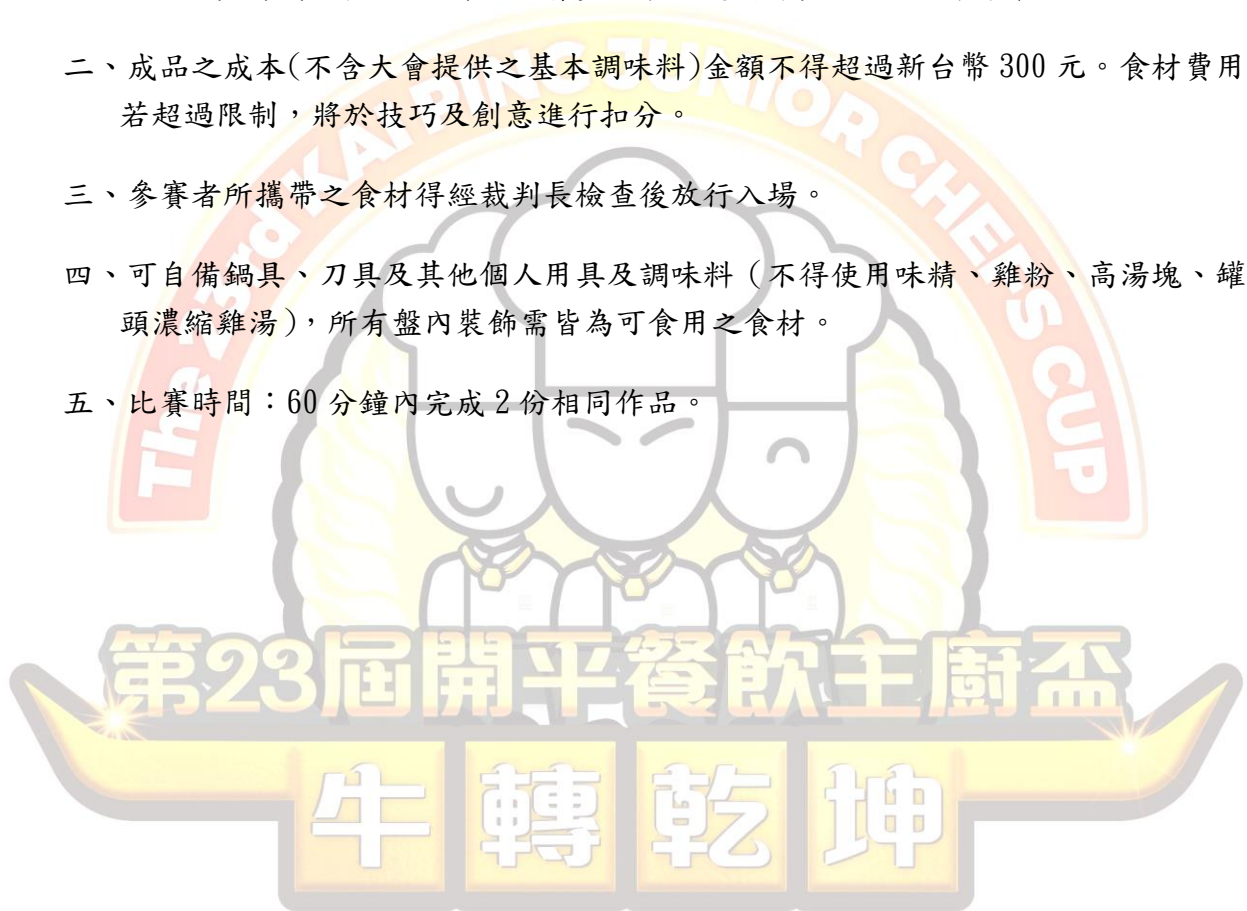 二、成品之成本(不含大會提供之基本調味料)金額不得超過新台幣 300 元。食材費用
若超過限制，將於技巧及創意進行扣分。
三、參賽者所攜帶之食材得經裁判長檢查後放行入場。
四、可自備鍋具、刀具及其他個人用具及調味料（不得使用味精、雞粉、高湯塊、罐
頭濃縮雞湯），所有盤內裝飾需皆為可食用之食材。
五、比賽時間：60 分鐘內完成 2 份相同作品。
The 23rd KAI PING JUNIOR CHEFS CUP
第23屆開平餐飲主廚盃
牛轉乾坤